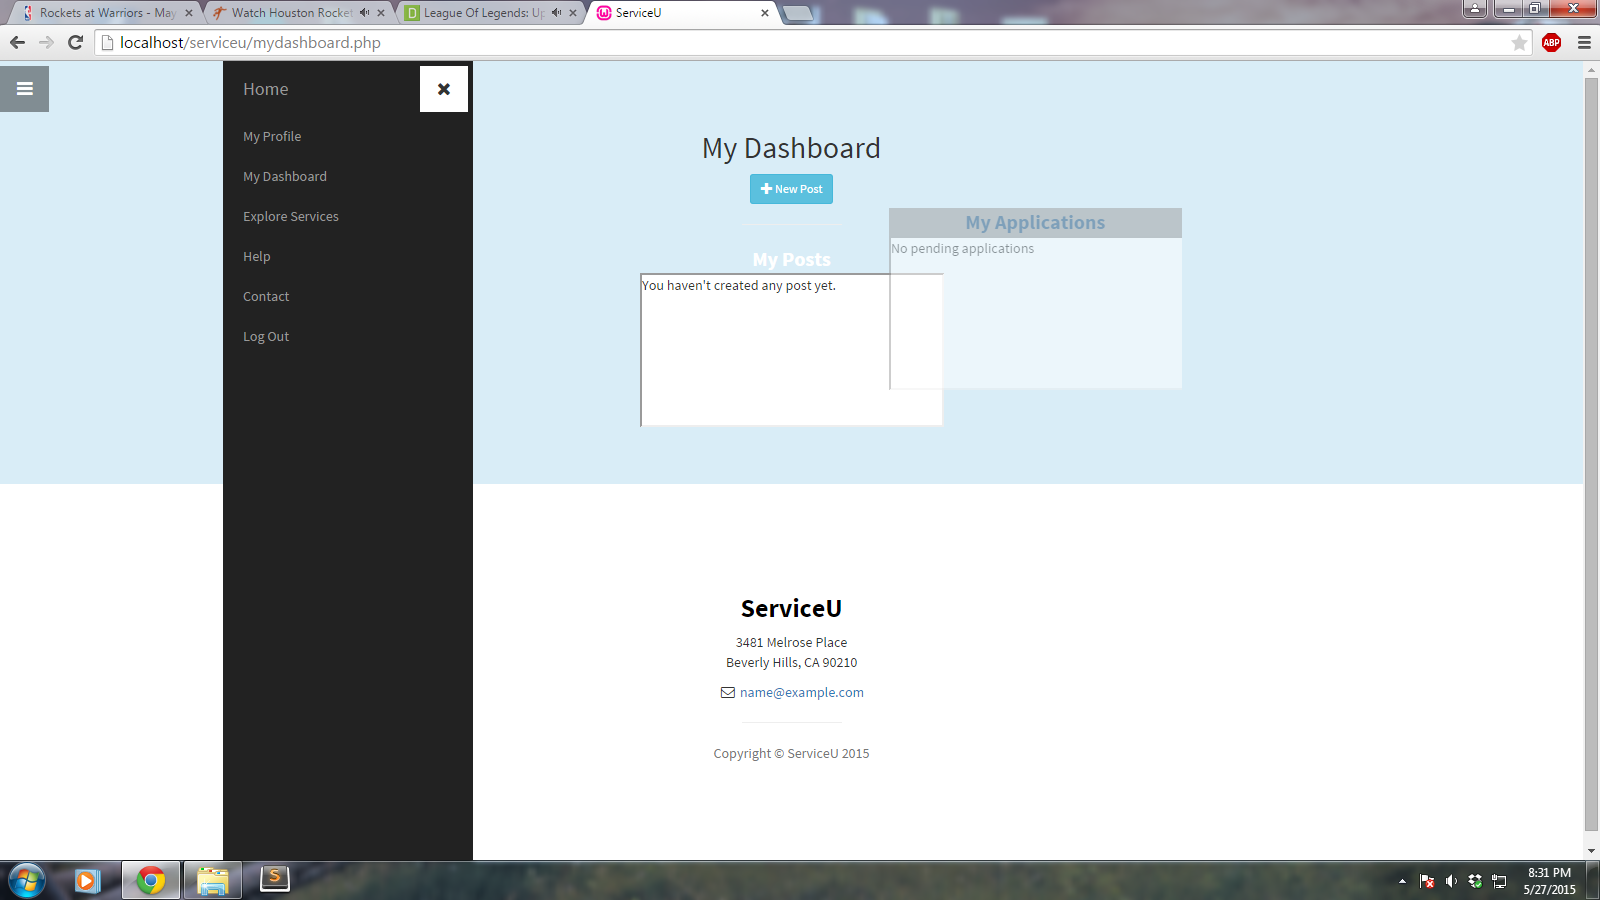 Rockets at Warriors - May
Watch Houston Rocket
League Of Legends: Up
ServiceU
localhost/serviceu/mydashboard.php
ABP
Home
My Profile
My Dashboard
Explore Services
Help
Contact
Log Out
My Dashboard
New Post
My Applications
No pending applications
My Posts
You haven't created any post yet.
ServiceU
3481 Melrose Place
Beverly Hills, CA 90210
name@example.com
Copyright © ServiceU 2015
8:31 PM
5/27/2015